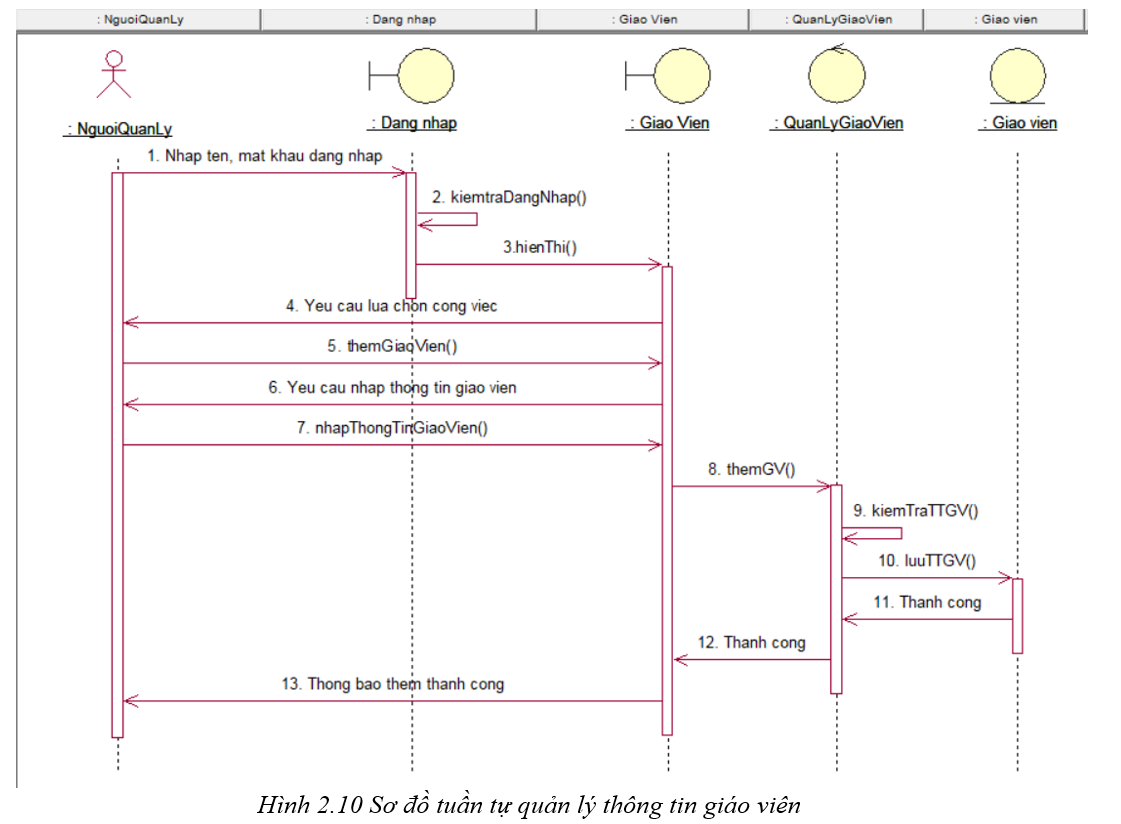 : NguoiQuanLy
: Dang nhap
: Giao Vien
: QuanLyGiaoVien
: Giao vien
: NguoiQuanLy
: Dang nhap
: Giao Vien
: QuanLyGiaoVien
: Giao vien
1. Nhap ten, mat khau dang nhap
2. kiemtraDangNhap()
3.hienThi()
4. Yeu cau lua chon cong viec
5. themGiaoVien()
6. Yeu cau nhap thong tin giao vien
7. nhapThongTinGiaoVien()
8. themGV()
9. kiemTraTTGV()
10. luuTTGV()
11. Thanh cong
12. Thanh cong
13. Thong bao them thanh cong
Hình 2.10 Sơ đồ tuần tự quản lý thông tin giáo viên